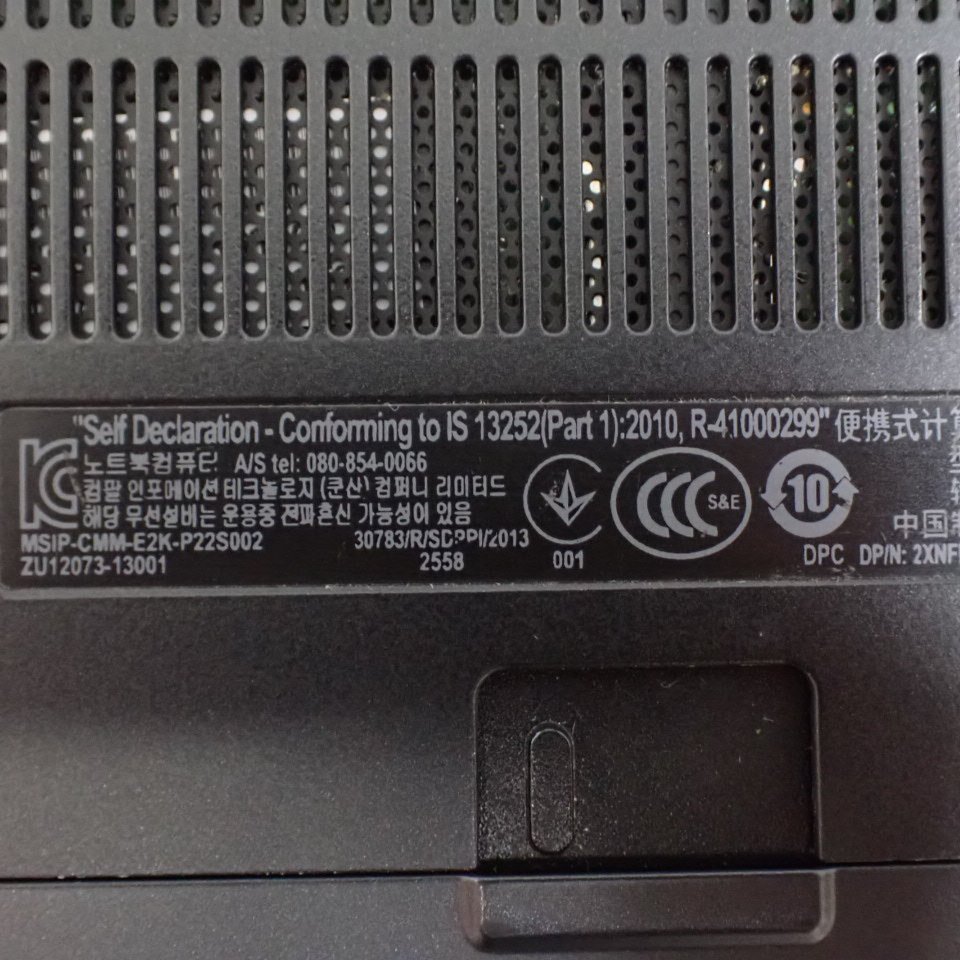 "Self Declaration - Conforming to IS 13252(Part 1):2010, R-41000299" 便携式计
노트북컴퓨터 A/S tel: 080-854-0066
컴팔 인포메이션 테크놀로지 (쿤산) 컴퍼니 리미티드
해당 무선설비는 운용중 전파혼신 가능성이 있음
MSIP-CMM-E2K-P22S002
ZU12073-13001
30783/R/SDPPI/2013
2558
001
CCC S&E
10
中国
DPC DP/N: 2XNF